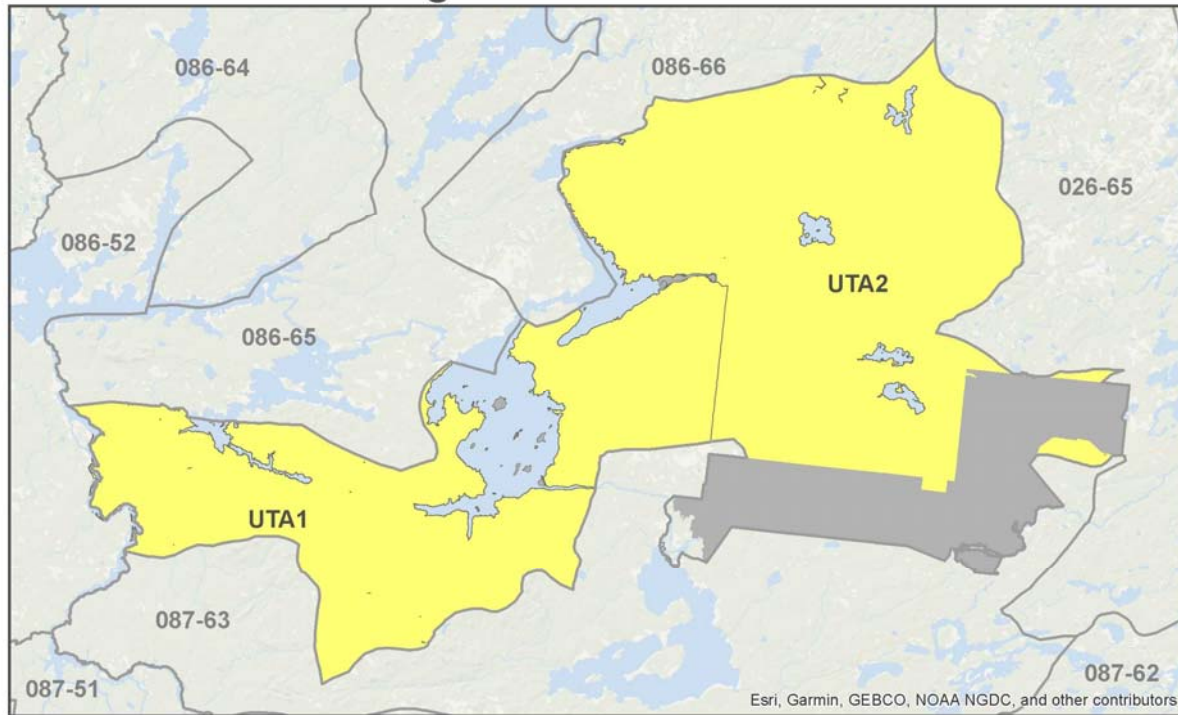 086-64
086-66
026-65
086-52
UTA2
086-65
UTA1
087-63
087-51
087-62
Esri, Garmin, GEBCO, NOAA NGDC, and other contributors